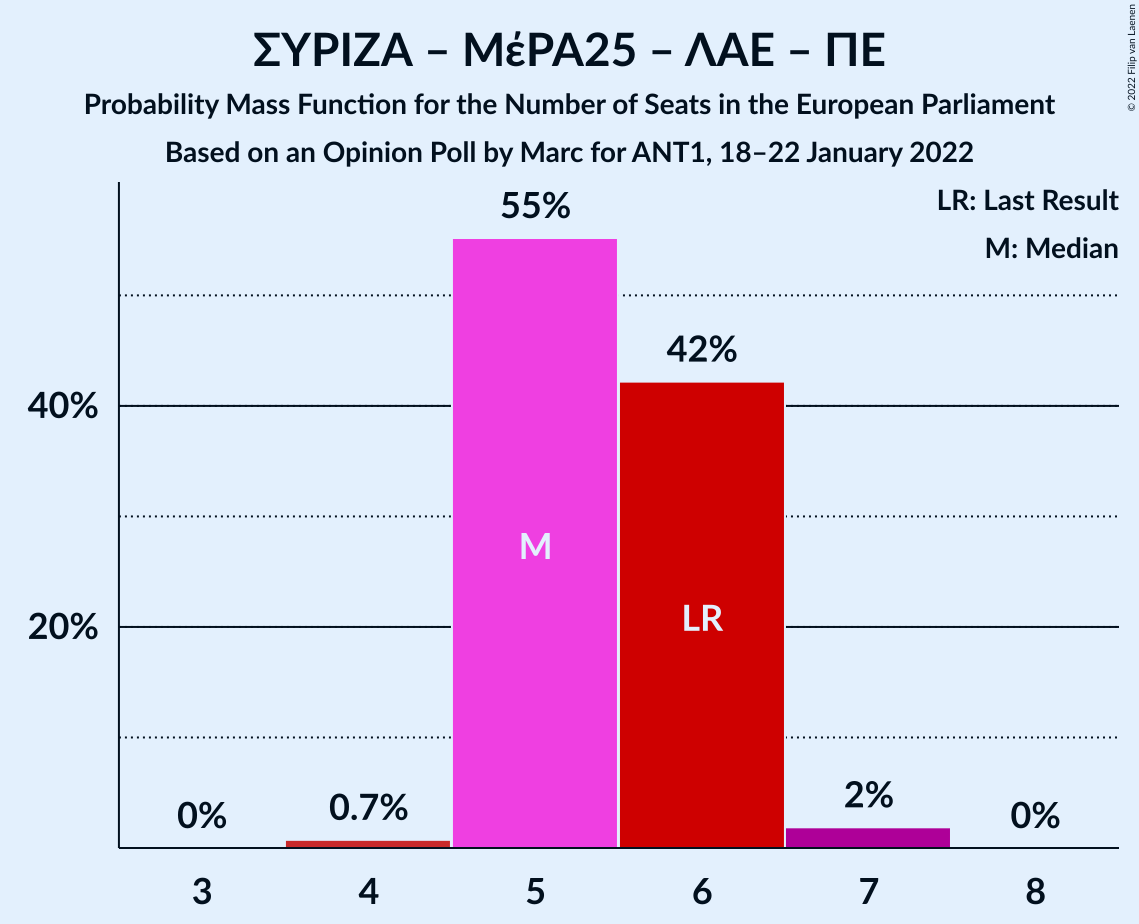 ΣΥΡΙΖΑ – ΜέΡΑ25 – ΛΑΕ – ΠΕ
Probability Mass Function for the Number of Seats in the European Parliament
Based on an Opinion Poll by Marc for ANT1, 18–22 January 2022
© 2022 Filip van Laenen
LR: Last Result
M: Median
55%
42%
40%
M
LR
20%
0%
0.7%
2%
0%
3 4 5 6 7 8